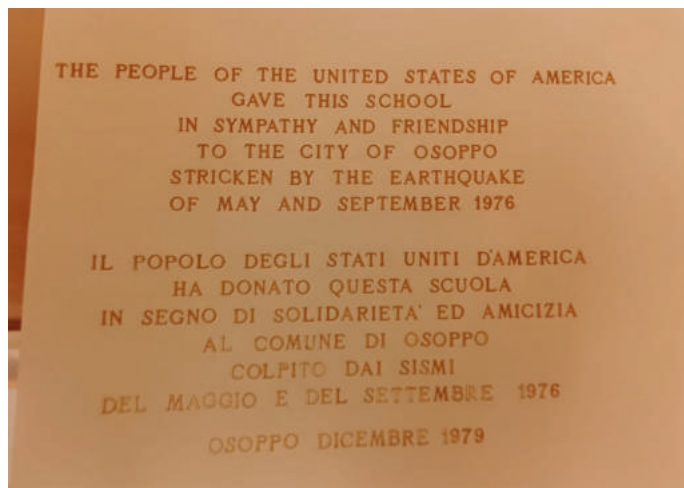 THE PEOPLE OF THE UNITED STATES OF AMERICA
GAVE THIS SCHOOL
IN SYMPATHY AND FRIENDSHIP
TO THE CITY OF OSOPPO
STRICKEN BY THE EARTHQUAKE
OF MAY AND SEPTEMBER 1976
IL POPOLO DEGLI STATI UNITI D'AMERICA
HA DONATO QUESTA SCUOLA
IN SEGNO DI SOLIDARIETA' ED AMICIZIA
AL COMUNE DI OSOPPO
COLPITO DAI SISMI
DEL MAGGIO E DEL SETTEMBRE 1976
OSOPPO DICEMBRE 1979